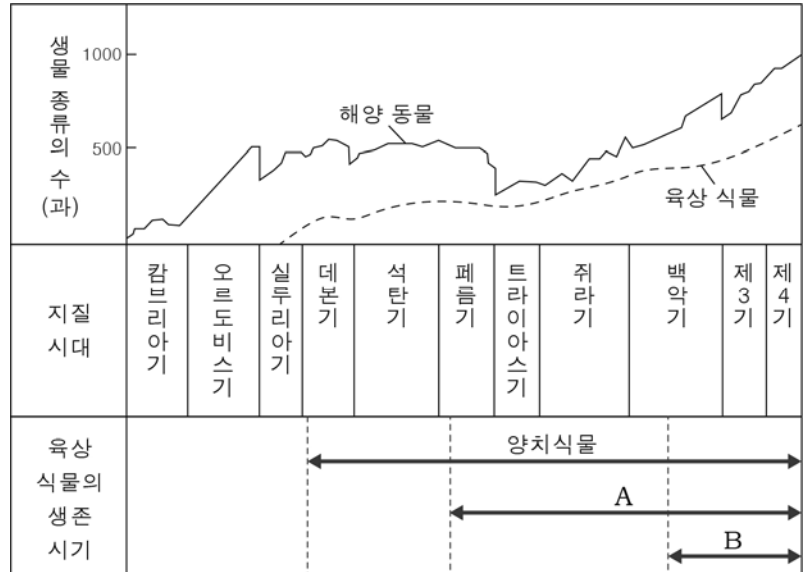 생물 종류의 수 (과)
1000
500
해양 동물
육상 식물
지질
시대
캄브리아기
오르도비스기
실루리아기
데본기
석탄기
페름기
트라이아스기
쥐라기
백악기
제3기
제4기
육상
식물의
생존
시기
양치식물
A
B